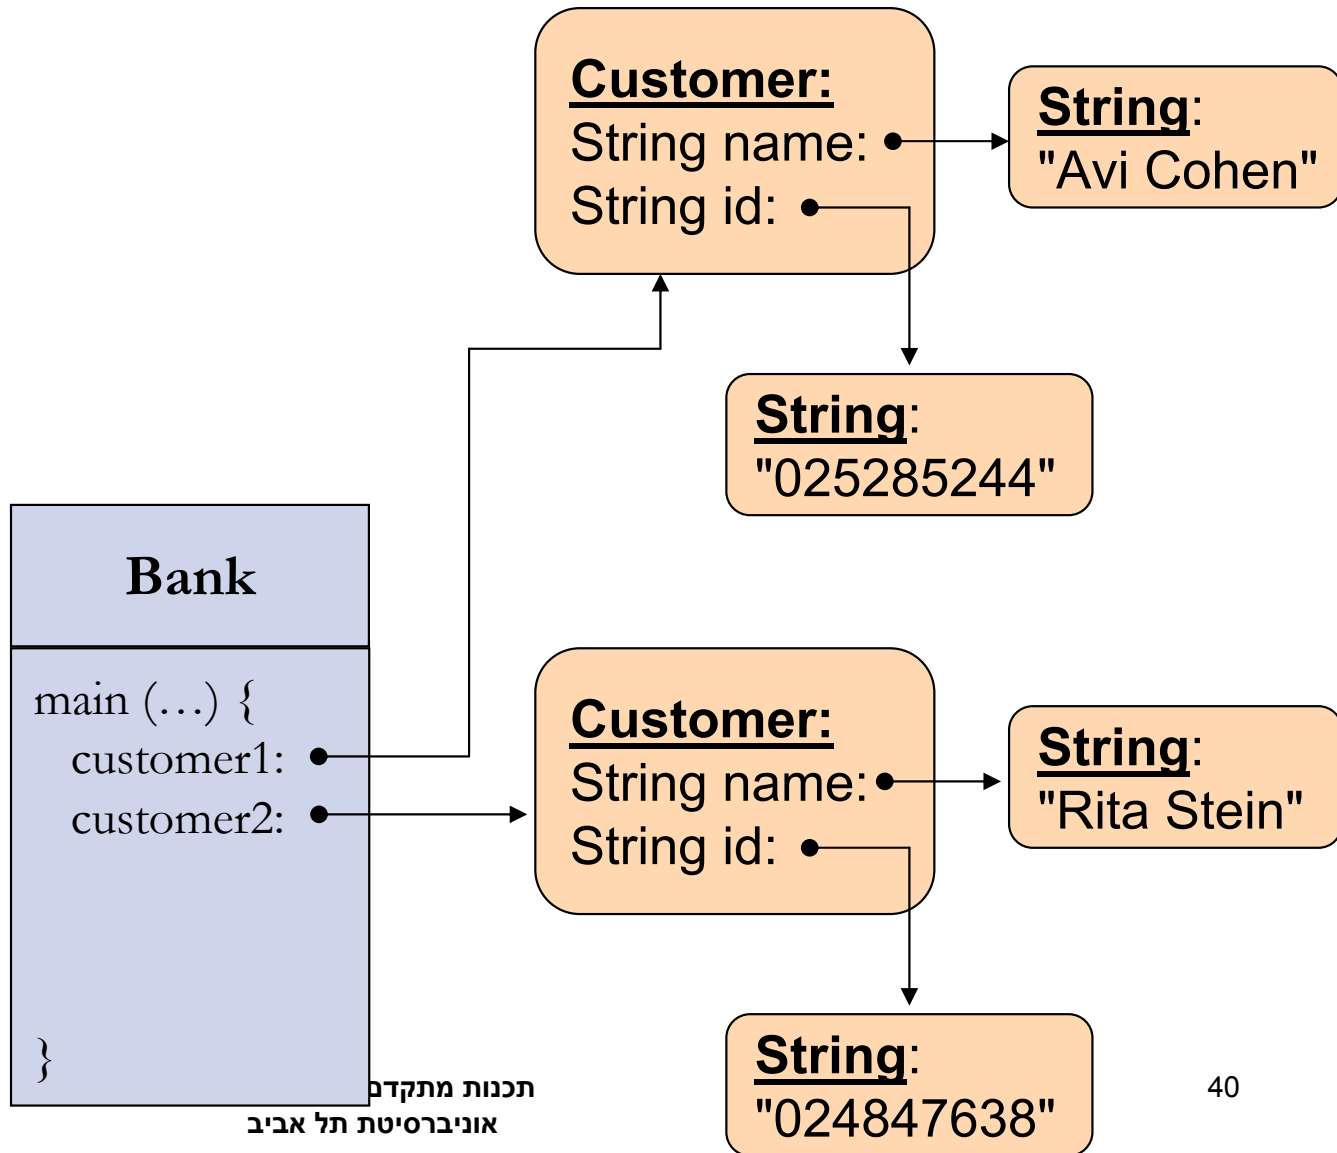 Customer:
String name:
String id:
String:
"Avi Cohen"
String:
"025285244"
Bank
main (…) {
customer1:
customer2:
}
Customer:
String name:
String id:
String:
"Rita Stein"
String:
"024847638"
תכנות מתקדם
אוניברסיטת תל אביב
40